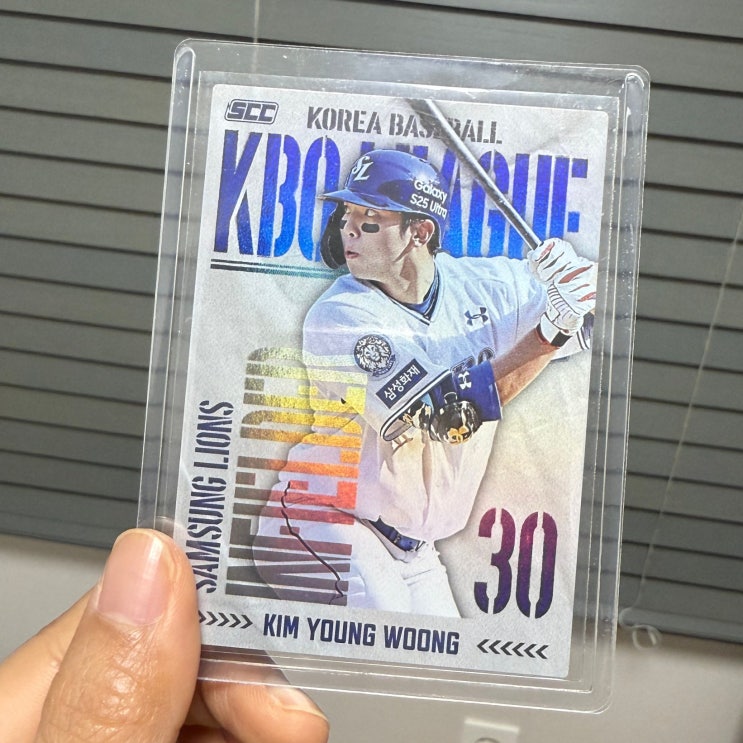 SCC
KOREA BASEBALL
KBO LEAGUE
SL
Galaxy
S25 Ultra
삼성화재
SAMSUNG LIONS
INFIELDER
30
KIM YOUNG WOONG